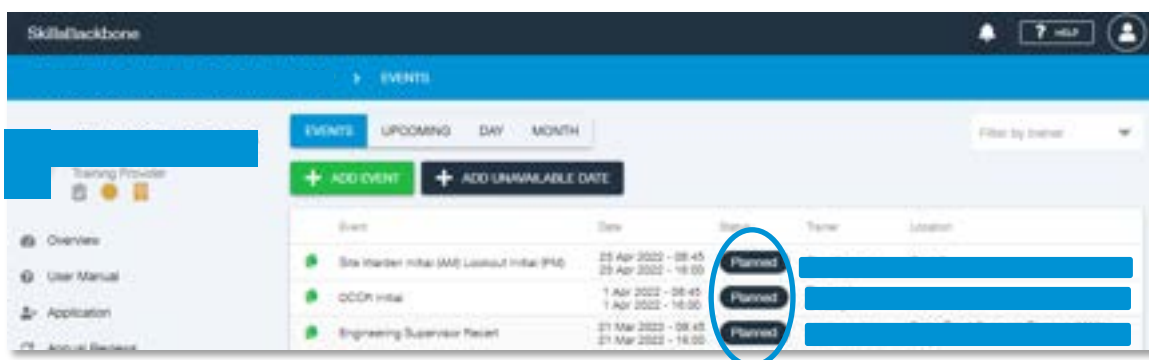 SkillsBackbone
? HELP
> EVENTS
EVENTS UPCOMING DAY MONTH
Filter by trainer
Training Provider
+ ADD EVENT + ADD UNAVAILABLE DATE
Event Date Status Trainer Location
Overview
Site Warden Initial (AM) Lookout Initial (PM) 25 Apr 2022 - 08:45 Planned
25 Apr 2022 - 16:00
User Manual
OCCR Initial 1 Apr 2022 - 08:45 Planned
1 Apr 2022 - 16:00
Application
Engineering Supervisor Recert 21 Mar 2022 - 08:45 Planned
21 Mar 2022 - 16:00
Annual Reviews